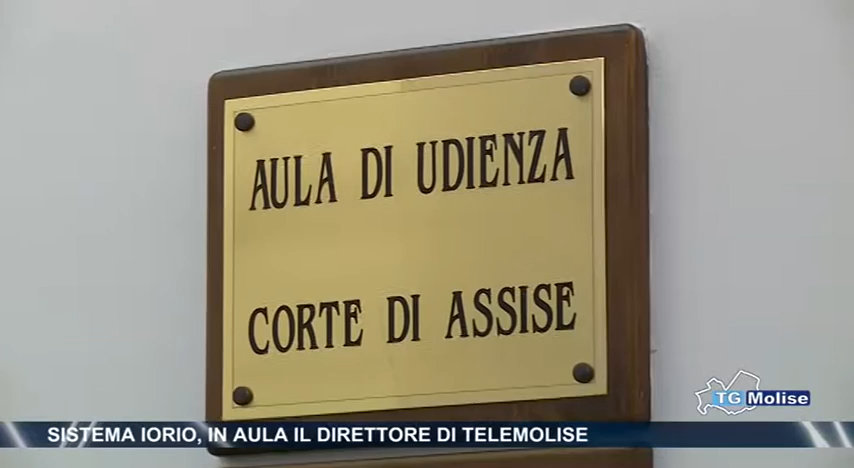 AULA DI UDIENZA
CORTE DI ASSISE
TG Molise
SISTEMA IORIO, IN AULA IL DIRETTORE DI TELEMOLISE